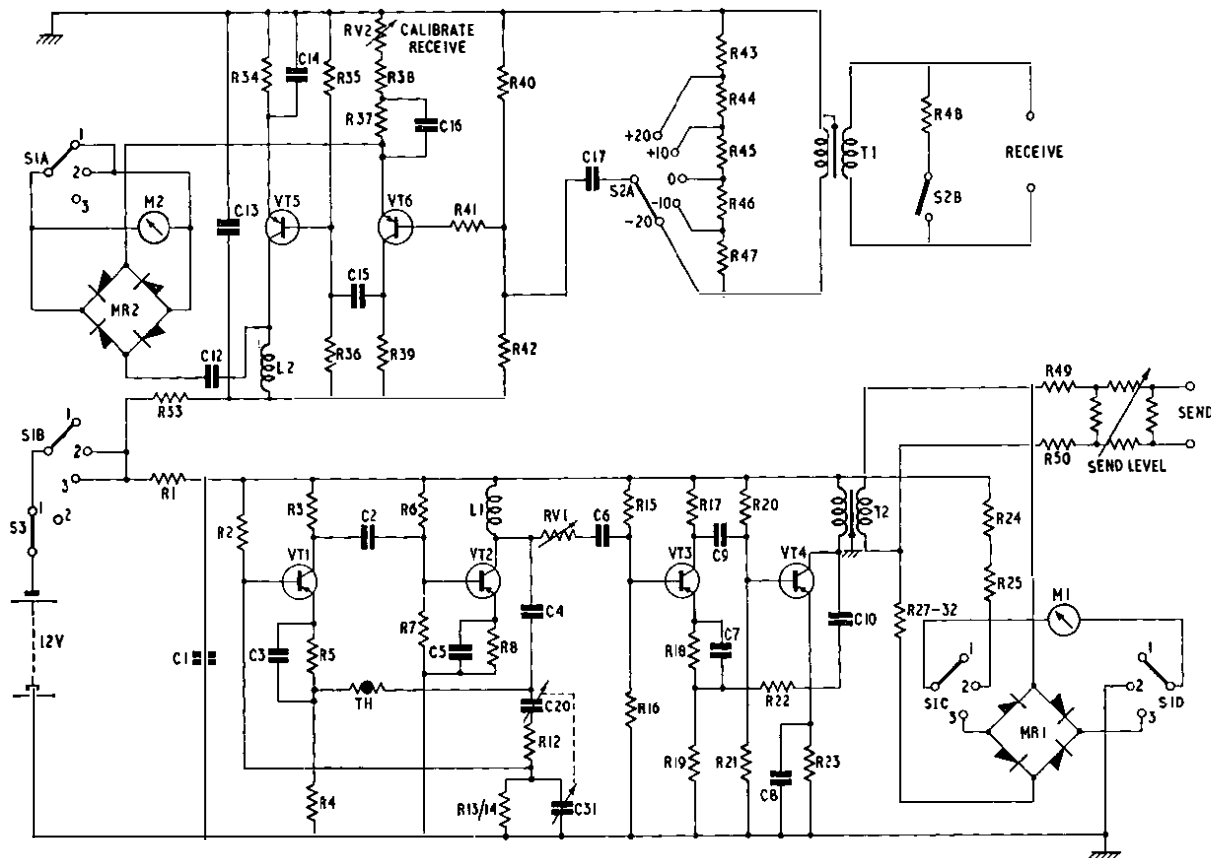 RV2
CALIBRATE
RECEIVE
C14
R34
R35
R38
R40
R43
R37
C16
R44
+20
+10
R45
R48
RECEIVE
1
S1A
2
3
M2
C13
VT5
VT6
R41
C17
S2A
0
-10
-20
R46
R47
T1
S2B
MR2
C15
C12
L2
R36
R39
R42
R33
R49
SEND
R50
SEND LEVEL
1
S1B
2
3
R1
1
S3
2
12V
R2
R3
C2
R6
L1
RV1
C6
R15
R17
C9
R20
T2
R24
VT1
VT2
VT3
VT4
R25
C1
C3
R5
R7
C5
R8
C4
R18
C7
C10
R27-32
M1
TH
C20
R12
R16
R22
1
S1C
2
3
MR1
1
2
S1D
3
R4
R13/14
C31
R19
R21
C8
R23